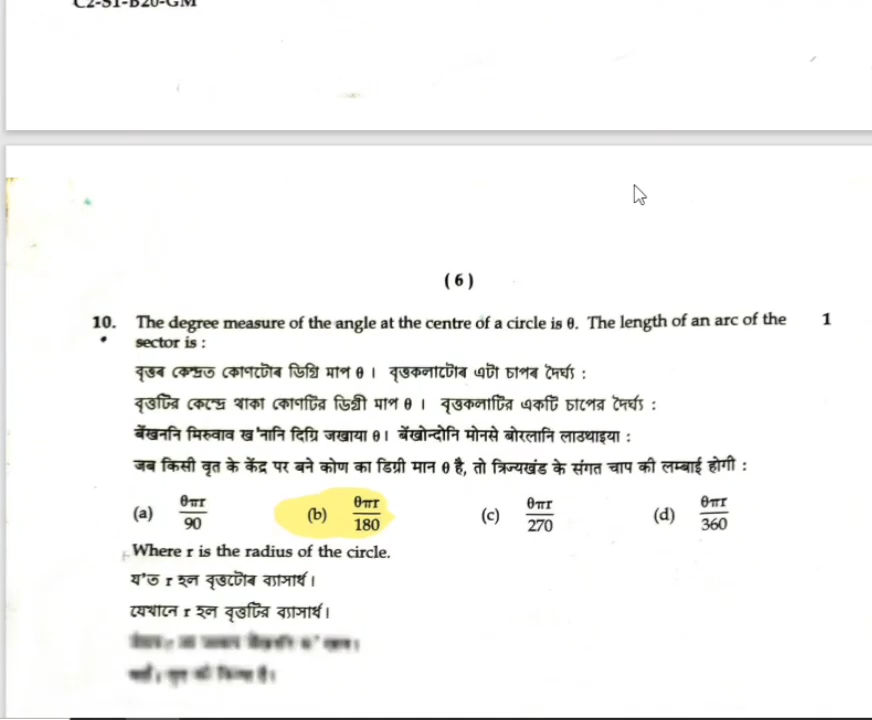 C2-S1-B20-GM
( 6 )
10. The degree measure of the angle at the centre of a circle is θ. The length of an arc of the 1
sector is :
বৃত্তৰ কেন্দ্ৰত কোণটোৰ ডিগ্ৰি মাপ θ । বৃত্তকলাটোৰ এটা চাপৰ দৈৰ্ঘ্য :
বৃত্তটির কেন্দ্রে থাকা কোণটির ডিগ্রী মাপ θ । বৃত্তকলাটির একটি চাপের দৈর্ঘ্য :
बेंखननि मिरुवाव ख'नानि दिग्रि जखाया θ। बेंखोन्दोनि मोनसे बोरलानि लाउथाइया :
जब किसी वृत के केंद्र पर बने कोण का डिग्री मान θ है, तो त्रिज्यखंड के संगत चाप की लम्बाई होगी :
(a) θπr/90 (b) θπr/180 (c) θπr/270 (d) θπr/360
Where r is the radius of the circle.
য'ত r হল বৃত্তটোৰ ব্যাসাৰ্ধ।
যেখানে r হল বৃত্তটির ব্যাসার্ধ।